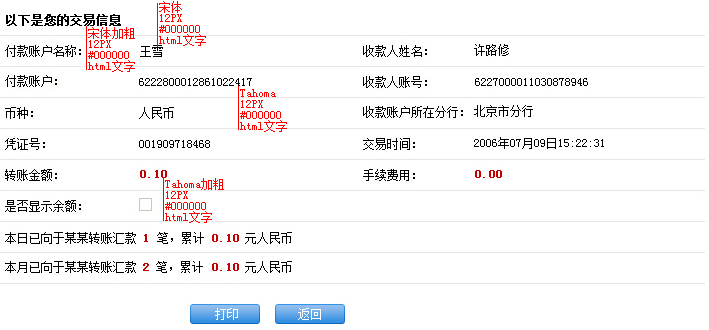 以下是您的交易信息
宋体
12PX
#000000
html文字
宋体加粗
12PX
#000000
html文字
付款账户名称： 王雪 收款人姓名： 许路修
付款账户： 6222800012861022417 收款人账号： 6227000011030878946
Tahoma
12PX
#000000
html文字
币种： 人民币 收款账户所在分行： 北京市分行
凭证号： 001909718468 交易时间： 2006年07月09日15:22:31
转账金额： 0.10 手续费用： 0.00
Tahoma加粗
12PX
#000000
html文字
是否显示余额：
本日已向于某某转账汇款 1 笔，累计 0.10 元人民币
本月已向于某某转账汇款 2 笔，累计 0.10 元人民币
打印 返回